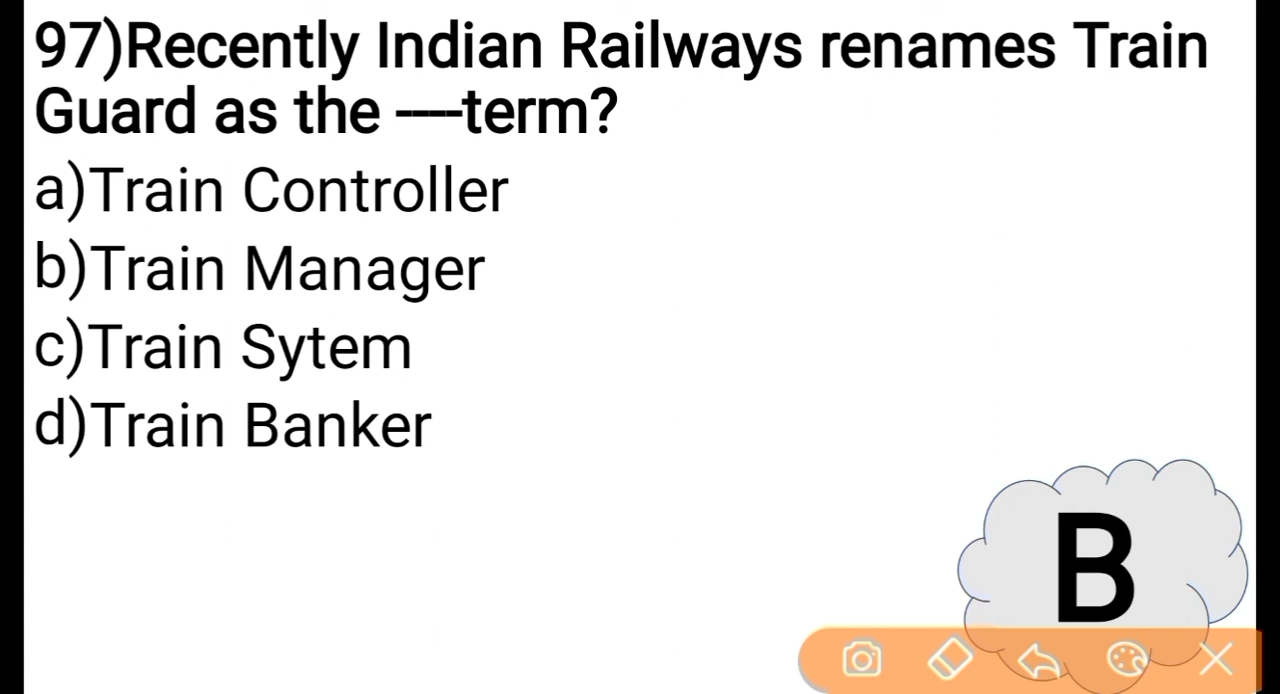 97)Recently Indian Railways renames Train
Guard as the ----term?
a)Train Controller
b)Train Manager
c)Train Sytem
d)Train Banker
B